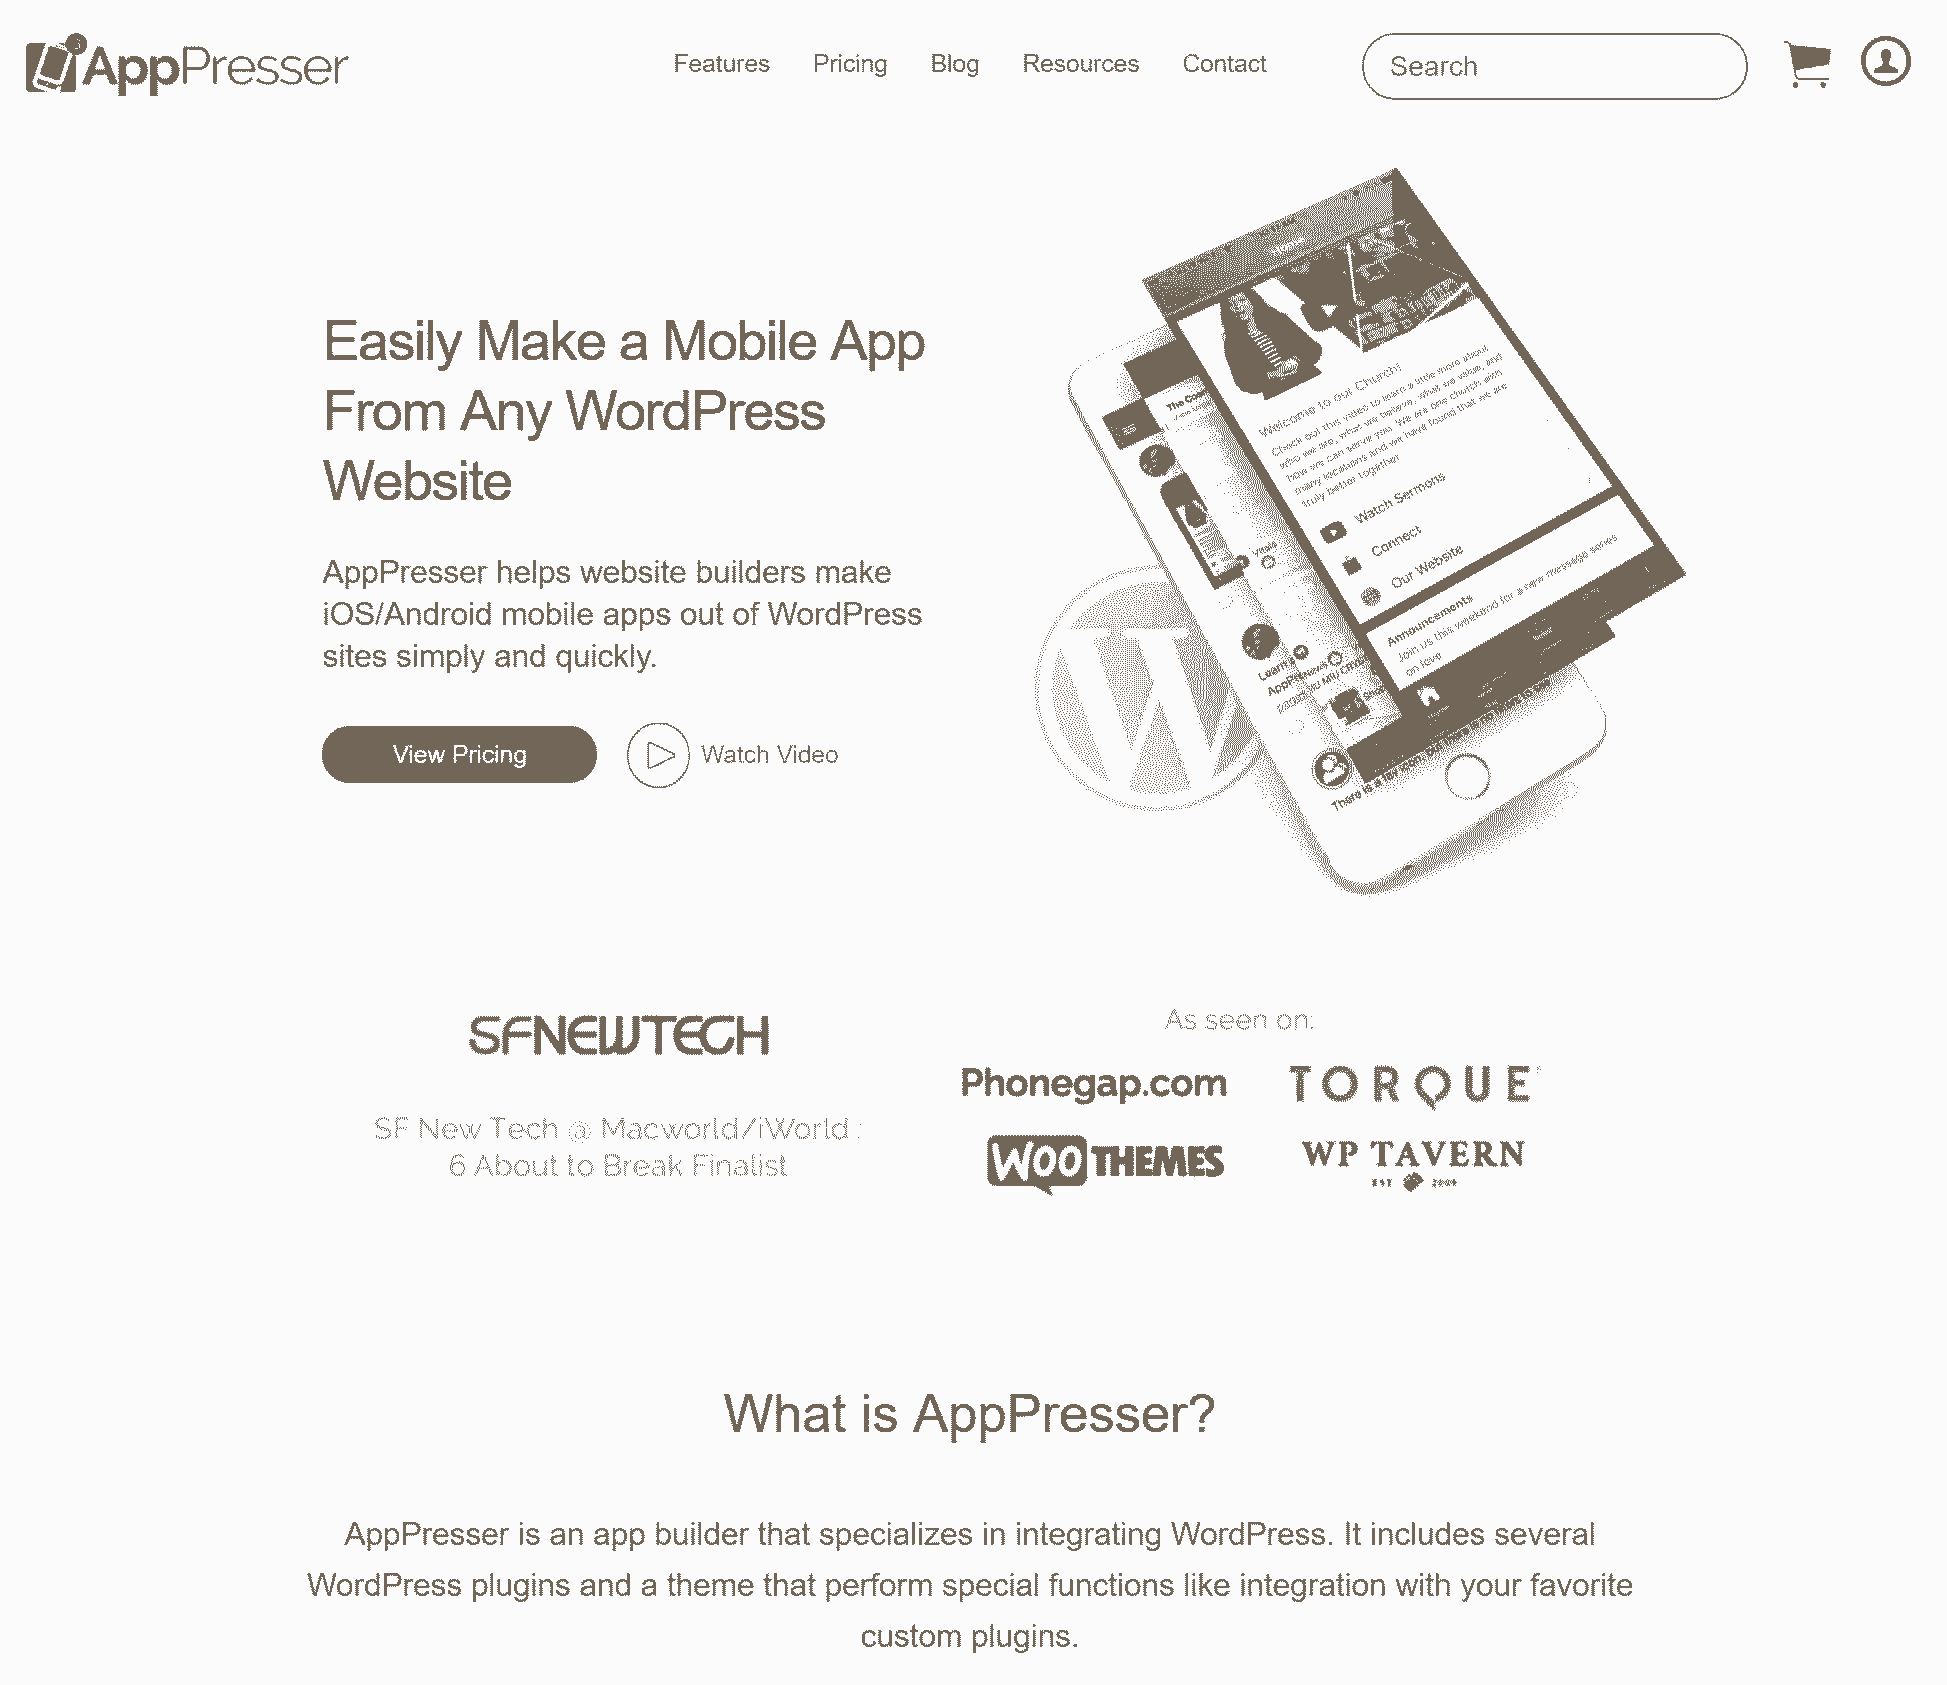 AppPresser
Features Pricing Blog Resources Contact
Search
Easily Make a Mobile App
From Any WordPress
Website
AppPresser helps website builders make
iOS/Android mobile apps out of WordPress
sites simply and quickly.
View Pricing
Watch Video
Welcome to our Church!
Check out this video to learn a little more about
who we are, what we believe, what we value, and
how we can serve you. We are one church with
many locations and we have found that we are
truly better together
Watch Sermons
Connect
Our Website
Announcements
Join us this weekend for a new message series
on love
SFNEWTECH
SF New Tech @ Macworld/iWorld :
6 About to Break Finalist
As seen on:
Phonegap.com
TORQUE
WOOTHEMES
WP TAVERN
EST 2009
What is AppPresser?
AppPresser is an app builder that specializes in integrating WordPress. It includes several
WordPress plugins and a theme that perform special functions like integration with your favorite
custom plugins.